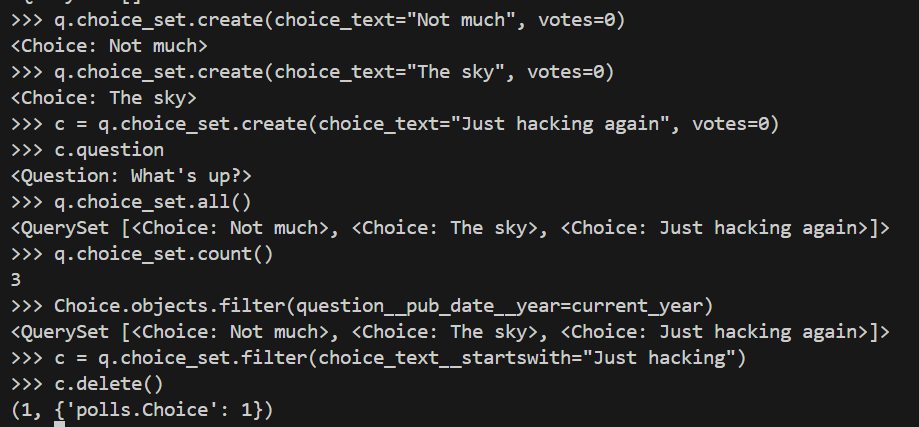 >>> q.choice_set.create(choice_text="Not much", votes=0)
<Choice: Not much>
>>> q.choice_set.create(choice_text="The sky", votes=0)
<Choice: The sky>
>>> c = q.choice_set.create(choice_text="Just hacking again", votes=0)
>>> c.question
<Question: What's up?>
>>> q.choice_set.all()
<QuerySet [<Choice: Not much>, <Choice: The sky>, <Choice: Just hacking again>]>
>>> q.choice_set.count()
3
>>> Choice.objects.filter(question__pub_date__year=current_year)
<QuerySet [<Choice: Not much>, <Choice: The sky>, <Choice: Just hacking again>]>
>>> c = q.choice_set.filter(choice_text__startswith="Just hacking")
>>> c.delete()
(1, {'polls.Choice': 1})